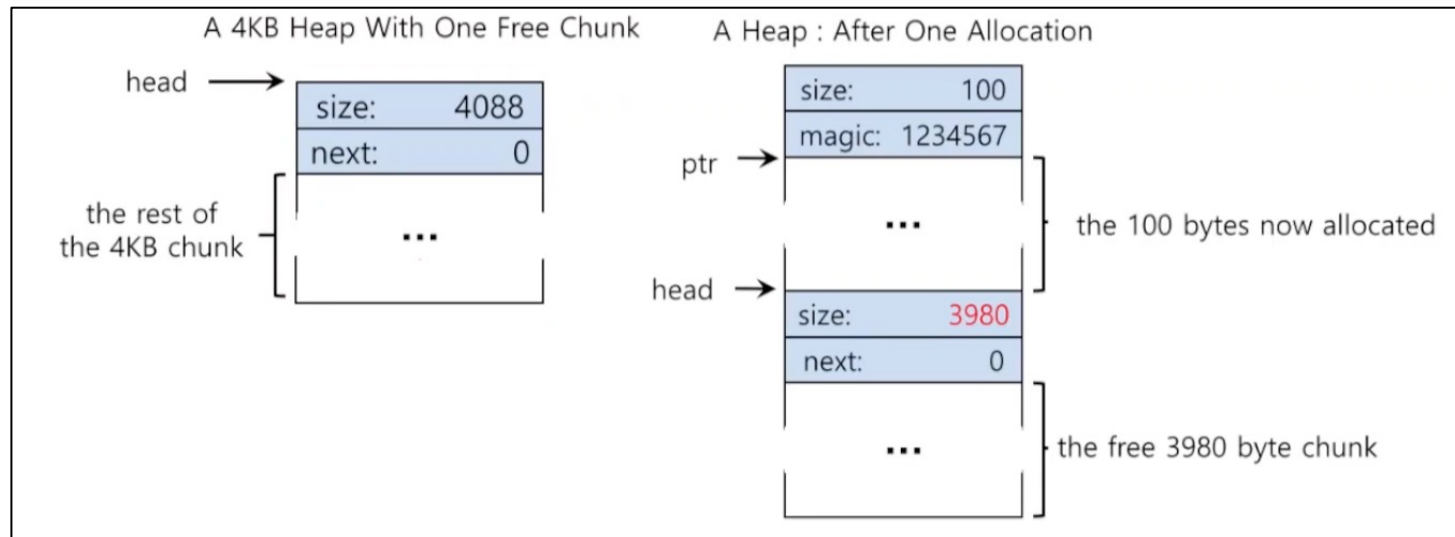 A 4KB Heap With One Free Chunk
head
size: 4088
next: 0
the rest of
the 4KB chunk
...
A Heap : After One Allocation
size: 100
magic: 1234567
ptr
...
the 100 bytes now allocated
head
size: 3980
next: 0
...
the free 3980 byte chunk